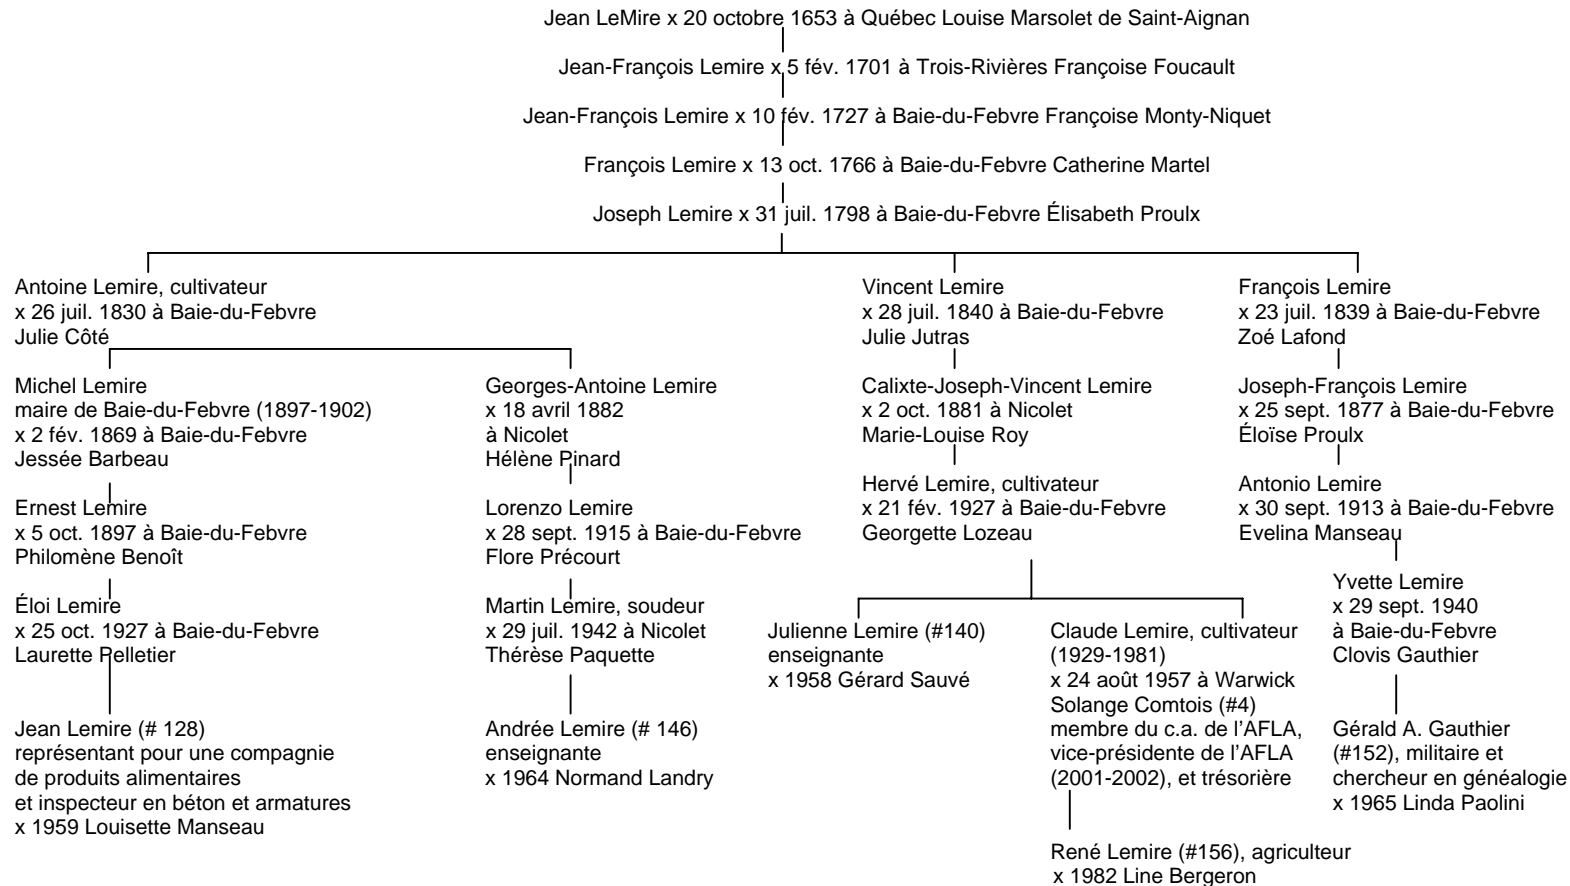 Jean LeMire x 20 octobre 1653 à Québec Louise Marsolet de Saint-Aignan
Jean-François Lemire x 5 fév. 1701 à Trois-Rivières Françoise Foucault
Jean-François Lemire x 10 fév. 1727 à Baie-du-Febvre Françoise Monty-Niquet
François Lemire x 13 oct. 1766 à Baie-du-Febvre Catherine Martel
Joseph Lemire x 31 juil. 1798 à Baie-du-Febvre Élisabeth Proulx
Antoine Lemire, cultivateur
x 26 juil. 1830 à Baie-du-Febvre
Julie Côté
Vincent Lemire
x 28 juil. 1840 à Baie-du-Febvre
Julie Jutras
François Lemire
x 23 juil. 1839 à Baie-du-Febvre
Zoé Lafond
Michel Lemire
maire de Baie-du-Febvre (1897-1902)
x 2 fév. 1869 à Baie-du-Febvre
Jessée Barbeau
Georges-Antoine Lemire
x 18 avril 1882
à Nicolet
Hélène Pinard
Calixte-Joseph-Vincent Lemire
x 2 oct. 1881 à Nicolet
Marie-Louise Roy
Joseph-François Lemire
x 25 sept. 1877 à Baie-du-Febvre
Éloïse Proulx
Ernest Lemire
x 5 oct. 1897 à Baie-du-Febvre
Philomène Benoît
Lorenzo Lemire
x 28 sept. 1915 à Baie-du-Febvre
Flore Précourt
Hervé Lemire, cultivateur
x 21 fév. 1927 à Baie-du-Febvre
Georgette Lozeau
Antonio Lemire
x 30 sept. 1913 à Baie-du-Febvre
Evelina Manseau
Éloi Lemire
x 25 oct. 1927 à Baie-du-Febvre
Laurette Pelletier
Martin Lemire, soudeur
x 29 juil. 1942 à Nicolet
Thérèse Paquette
Julienne Lemire (#140)
enseignante
x 1958 Gérard Sauvé
Claude Lemire, cultivateur
(1929-1981)
x 24 août 1957 à Warwick
Solange Comtois (#4)
membre du c.a. de l'AFLA,
vice-présidente de l'AFLA
(2001-2002), et trésorière
Yvette Lemire
x 29 sept. 1940
à Baie-du-Febvre
Clovis Gauthier
Jean Lemire (# 128)
représentant pour une compagnie
de produits alimentaires
et inspecteur en béton et armatures
x 1959 Louisette Manseau
Andrée Lemire (# 146)
enseignante
x 1964 Normand Landry
Gérald A. Gauthier
(#152), militaire et
chercheur en généalogie
x 1965 Linda Paolini
René Lemire (#156), agriculteur
x 1982 Line Bergeron